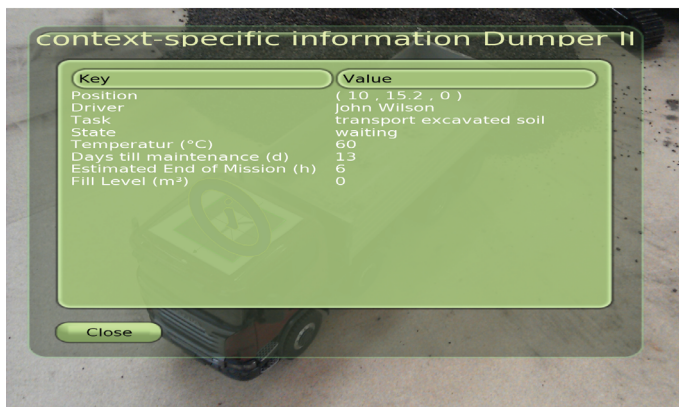 context-specific information Dumper II
Key Value
Position ( 10 , 15.2 , 0 )
Driver John Wilson
Task transport excavated soil
State waiting
Temperatur (°C) 60
Days till maintenance (d) 13
Estimated End of Mission (h) 6
Fill Level (m³) 0
Close